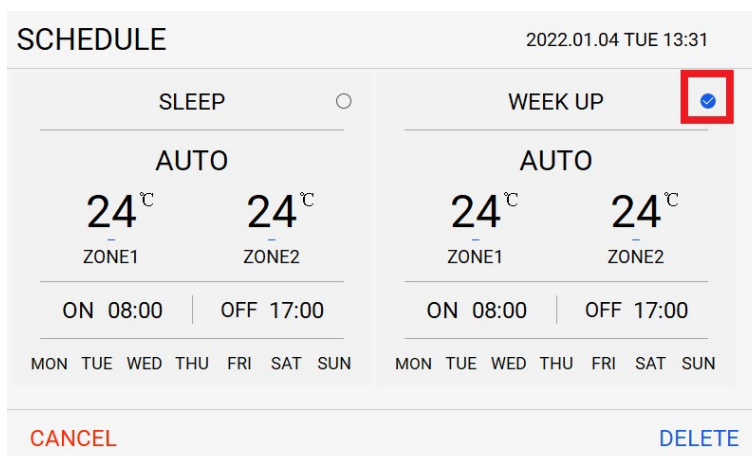 SCHEDULE 2022.01.04 TUE 13:31
SLEEP
AUTO
24℃ 24℃
ZONE1 ZONE2
ON 08:00 OFF 17:00
MON TUE WED THU FRI SAT SUN
WEEK UP
AUTO
24℃ 24℃
ZONE1 ZONE2
ON 08:00 OFF 17:00
MON TUE WED THU FRI SAT SUN
CANCEL DELETE